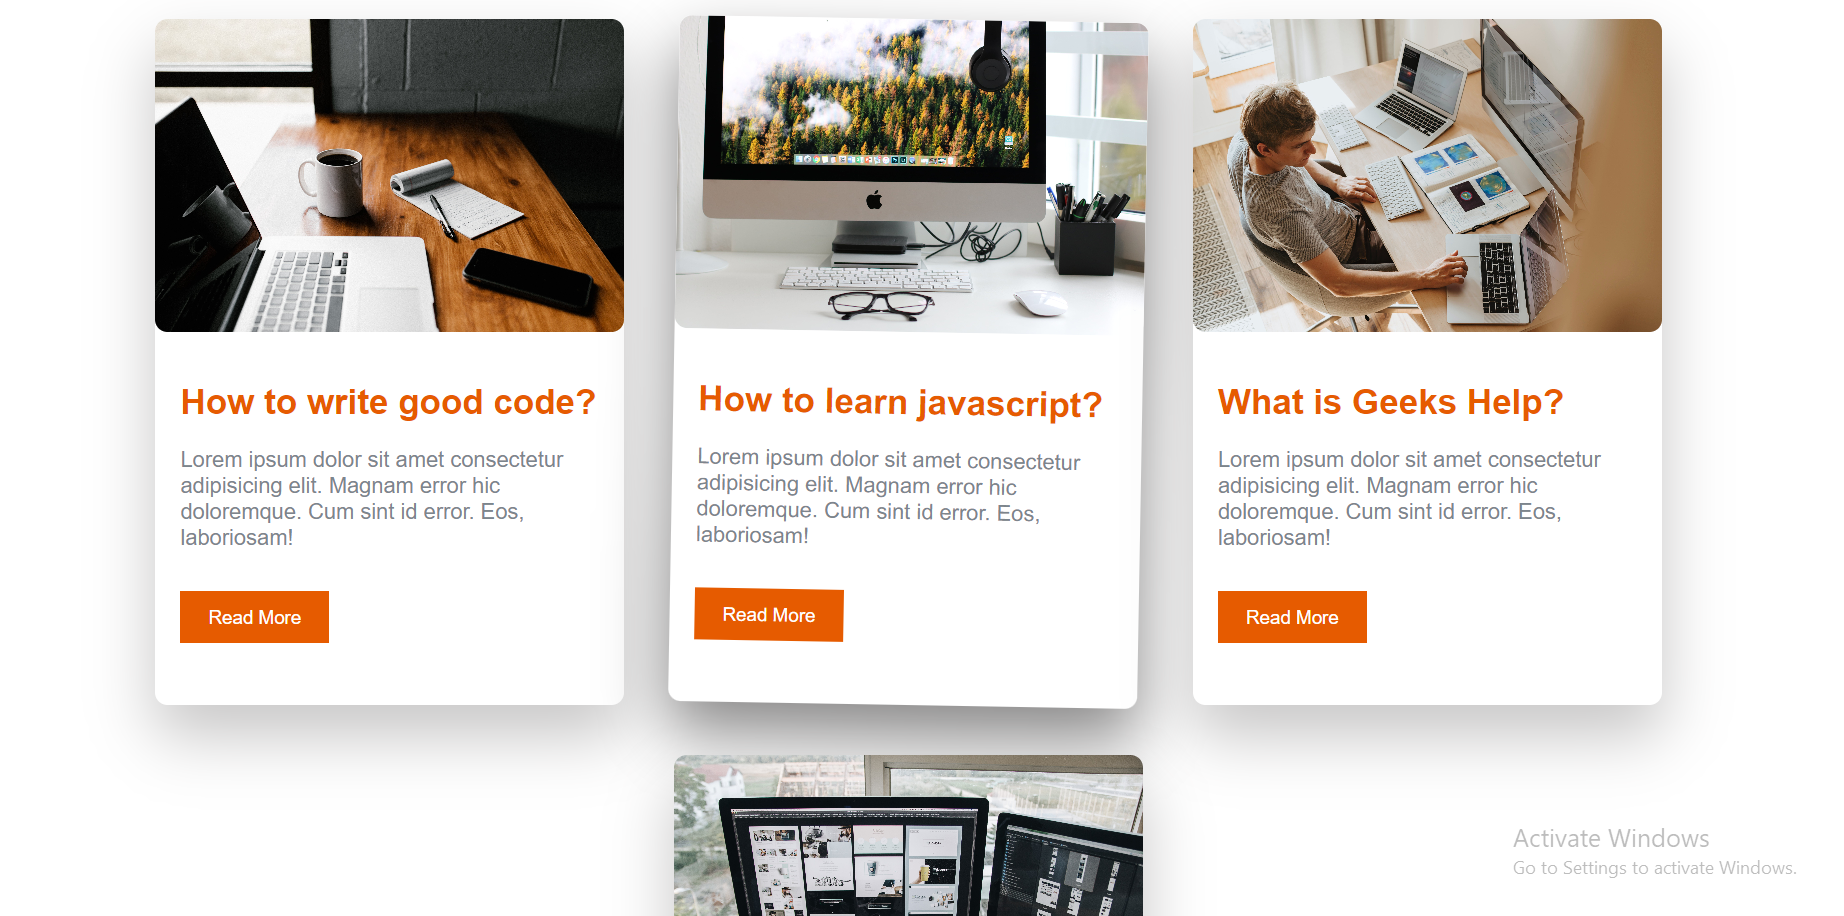 How to write good code?
Lorem ipsum dolor sit amet consectetur
adipisicing elit. Magnam error hic
doloremque. Cum sint id error. Eos,
laboriosam!
Read More
How to learn javascript?
Lorem ipsum dolor sit amet consectetur
adipisicing elit. Magnam error hic
doloremque. Cum sint id error. Eos,
laboriosam!
Read More
What is Geeks Help?
Lorem ipsum dolor sit amet consectetur
adipisicing elit. Magnam error hic
doloremque. Cum sint id error. Eos,
laboriosam!
Read More
Activate Windows
Go to Settings to activate Windows.